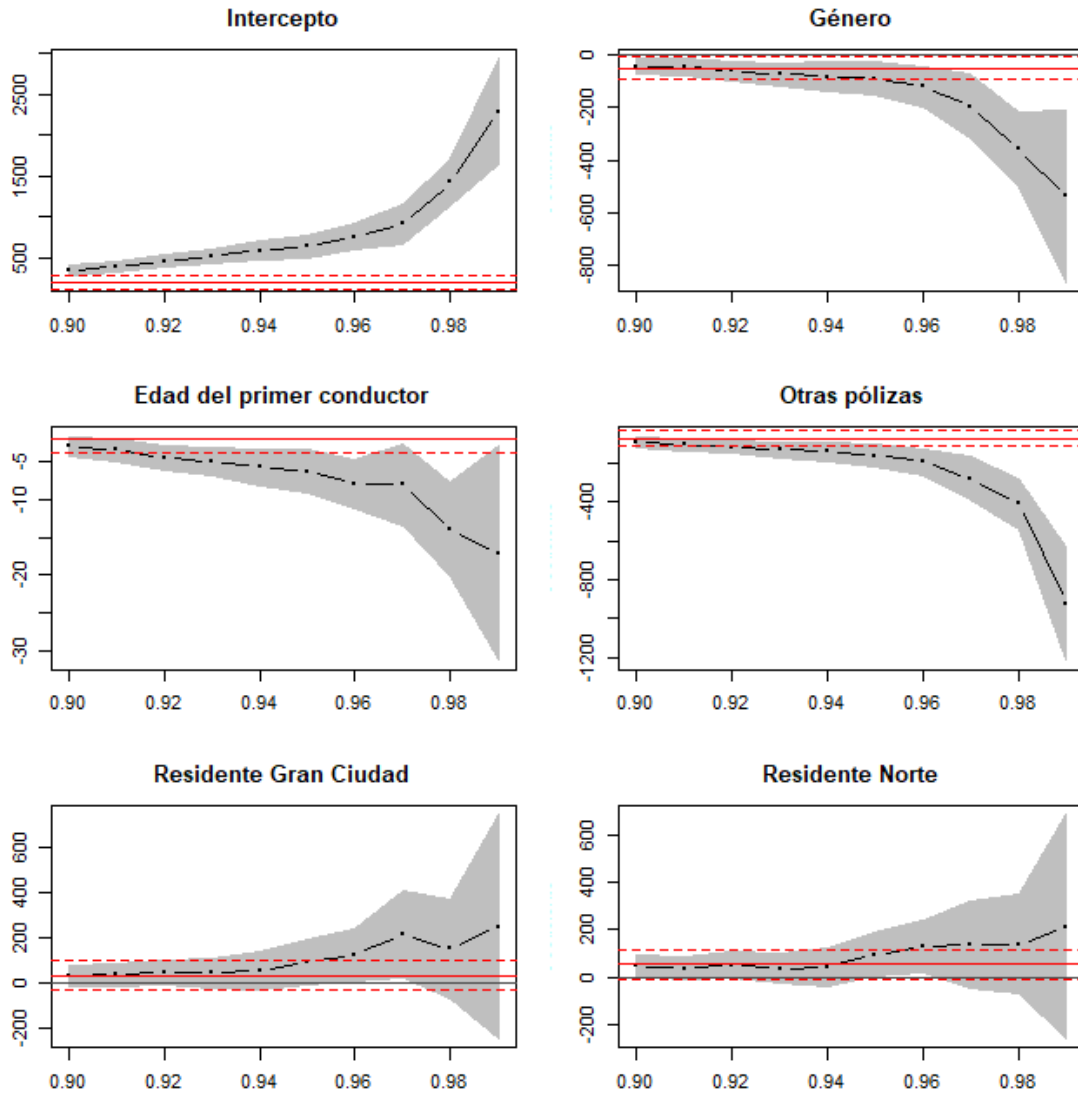 Intercepto
500 1500 2500
0.90 0.92 0.94 0.96 0.98
Género
-800 -600 -400 -200 0
0.90 0.92 0.94 0.96 0.98
Edad del primer conductor
-30 -20 -10 -5
0.90 0.92 0.94 0.96 0.98
Otras pólizas
-1200 -800 -400
0.90 0.92 0.94 0.96 0.98
Residente Gran Ciudad
-200 0 200 400 600
0.90 0.92 0.94 0.96 0.98
Residente Norte
-200 0 200 400 600
0.90 0.92 0.94 0.96 0.98